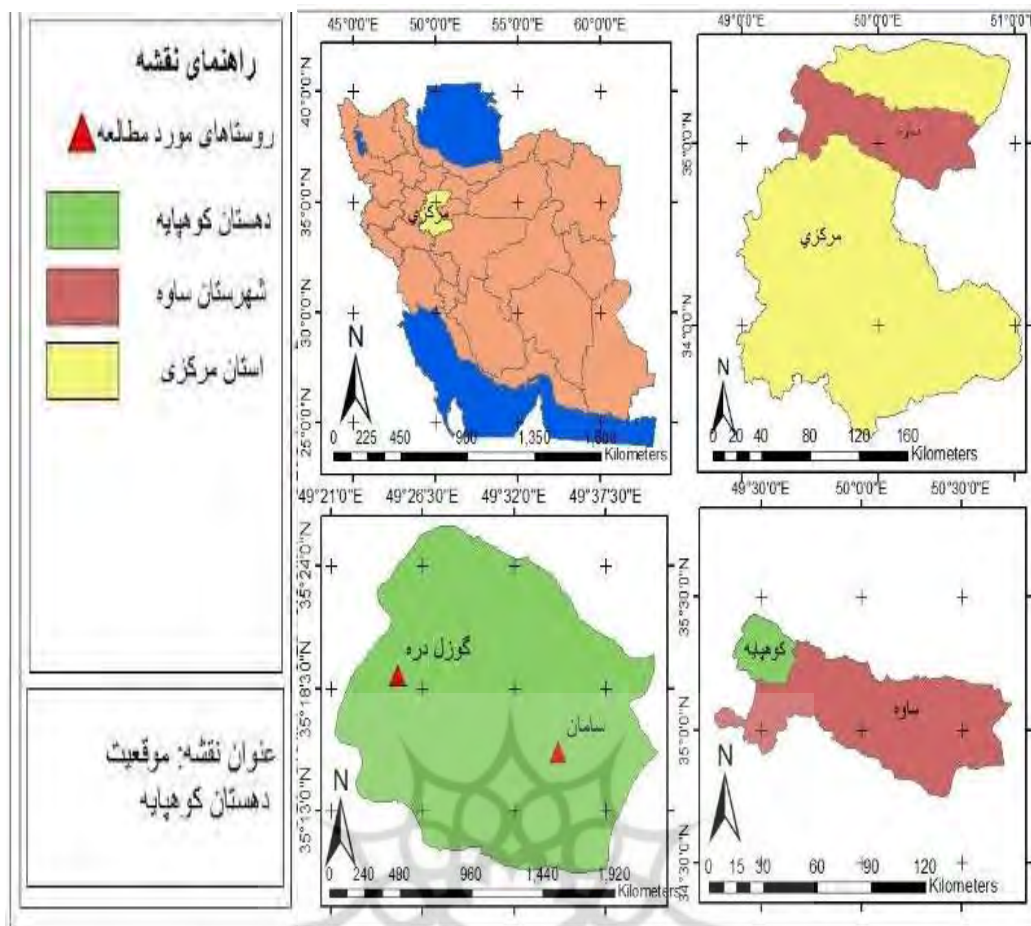 راهنمای نقشه
روستاهای مورد مطالعه
دهستان کوهپایه
شهرستان ساوه
استان مرکزی
عنوان نقشه: موقعیت
دهستان کوهپایه
45°0'0"E 50°0'0"E 55°0'0"E 60°0'0"E
40°0'0"N
35°0'0"N
30°0'0"N
25°0'0"N
مركزي
N
0 225 450 900 1,350 1,800
Kilometers
49°0'0"E 50°0'0"E 51°0'0"E
35°0'0"N
34°0'0"N
ساوه
مركزي
N
0 20 40 80 120 160
Kilometers
49°21'0"E 49°26'30"E 49°32'0"E 49°37'30"E
35°24'0"N
35°18'30"N
35°13'0"N
گوزل دره
سامان
N
0 240 480 960 1,440 1,920
Kilometers
49°30'0"E 50°0'0"E 50°30'0"E
35°30'0"N
35°0'0"N
34°30'0"N
کوهپایه
ساوه
N
0 15 30 60 90 120
Kilometers